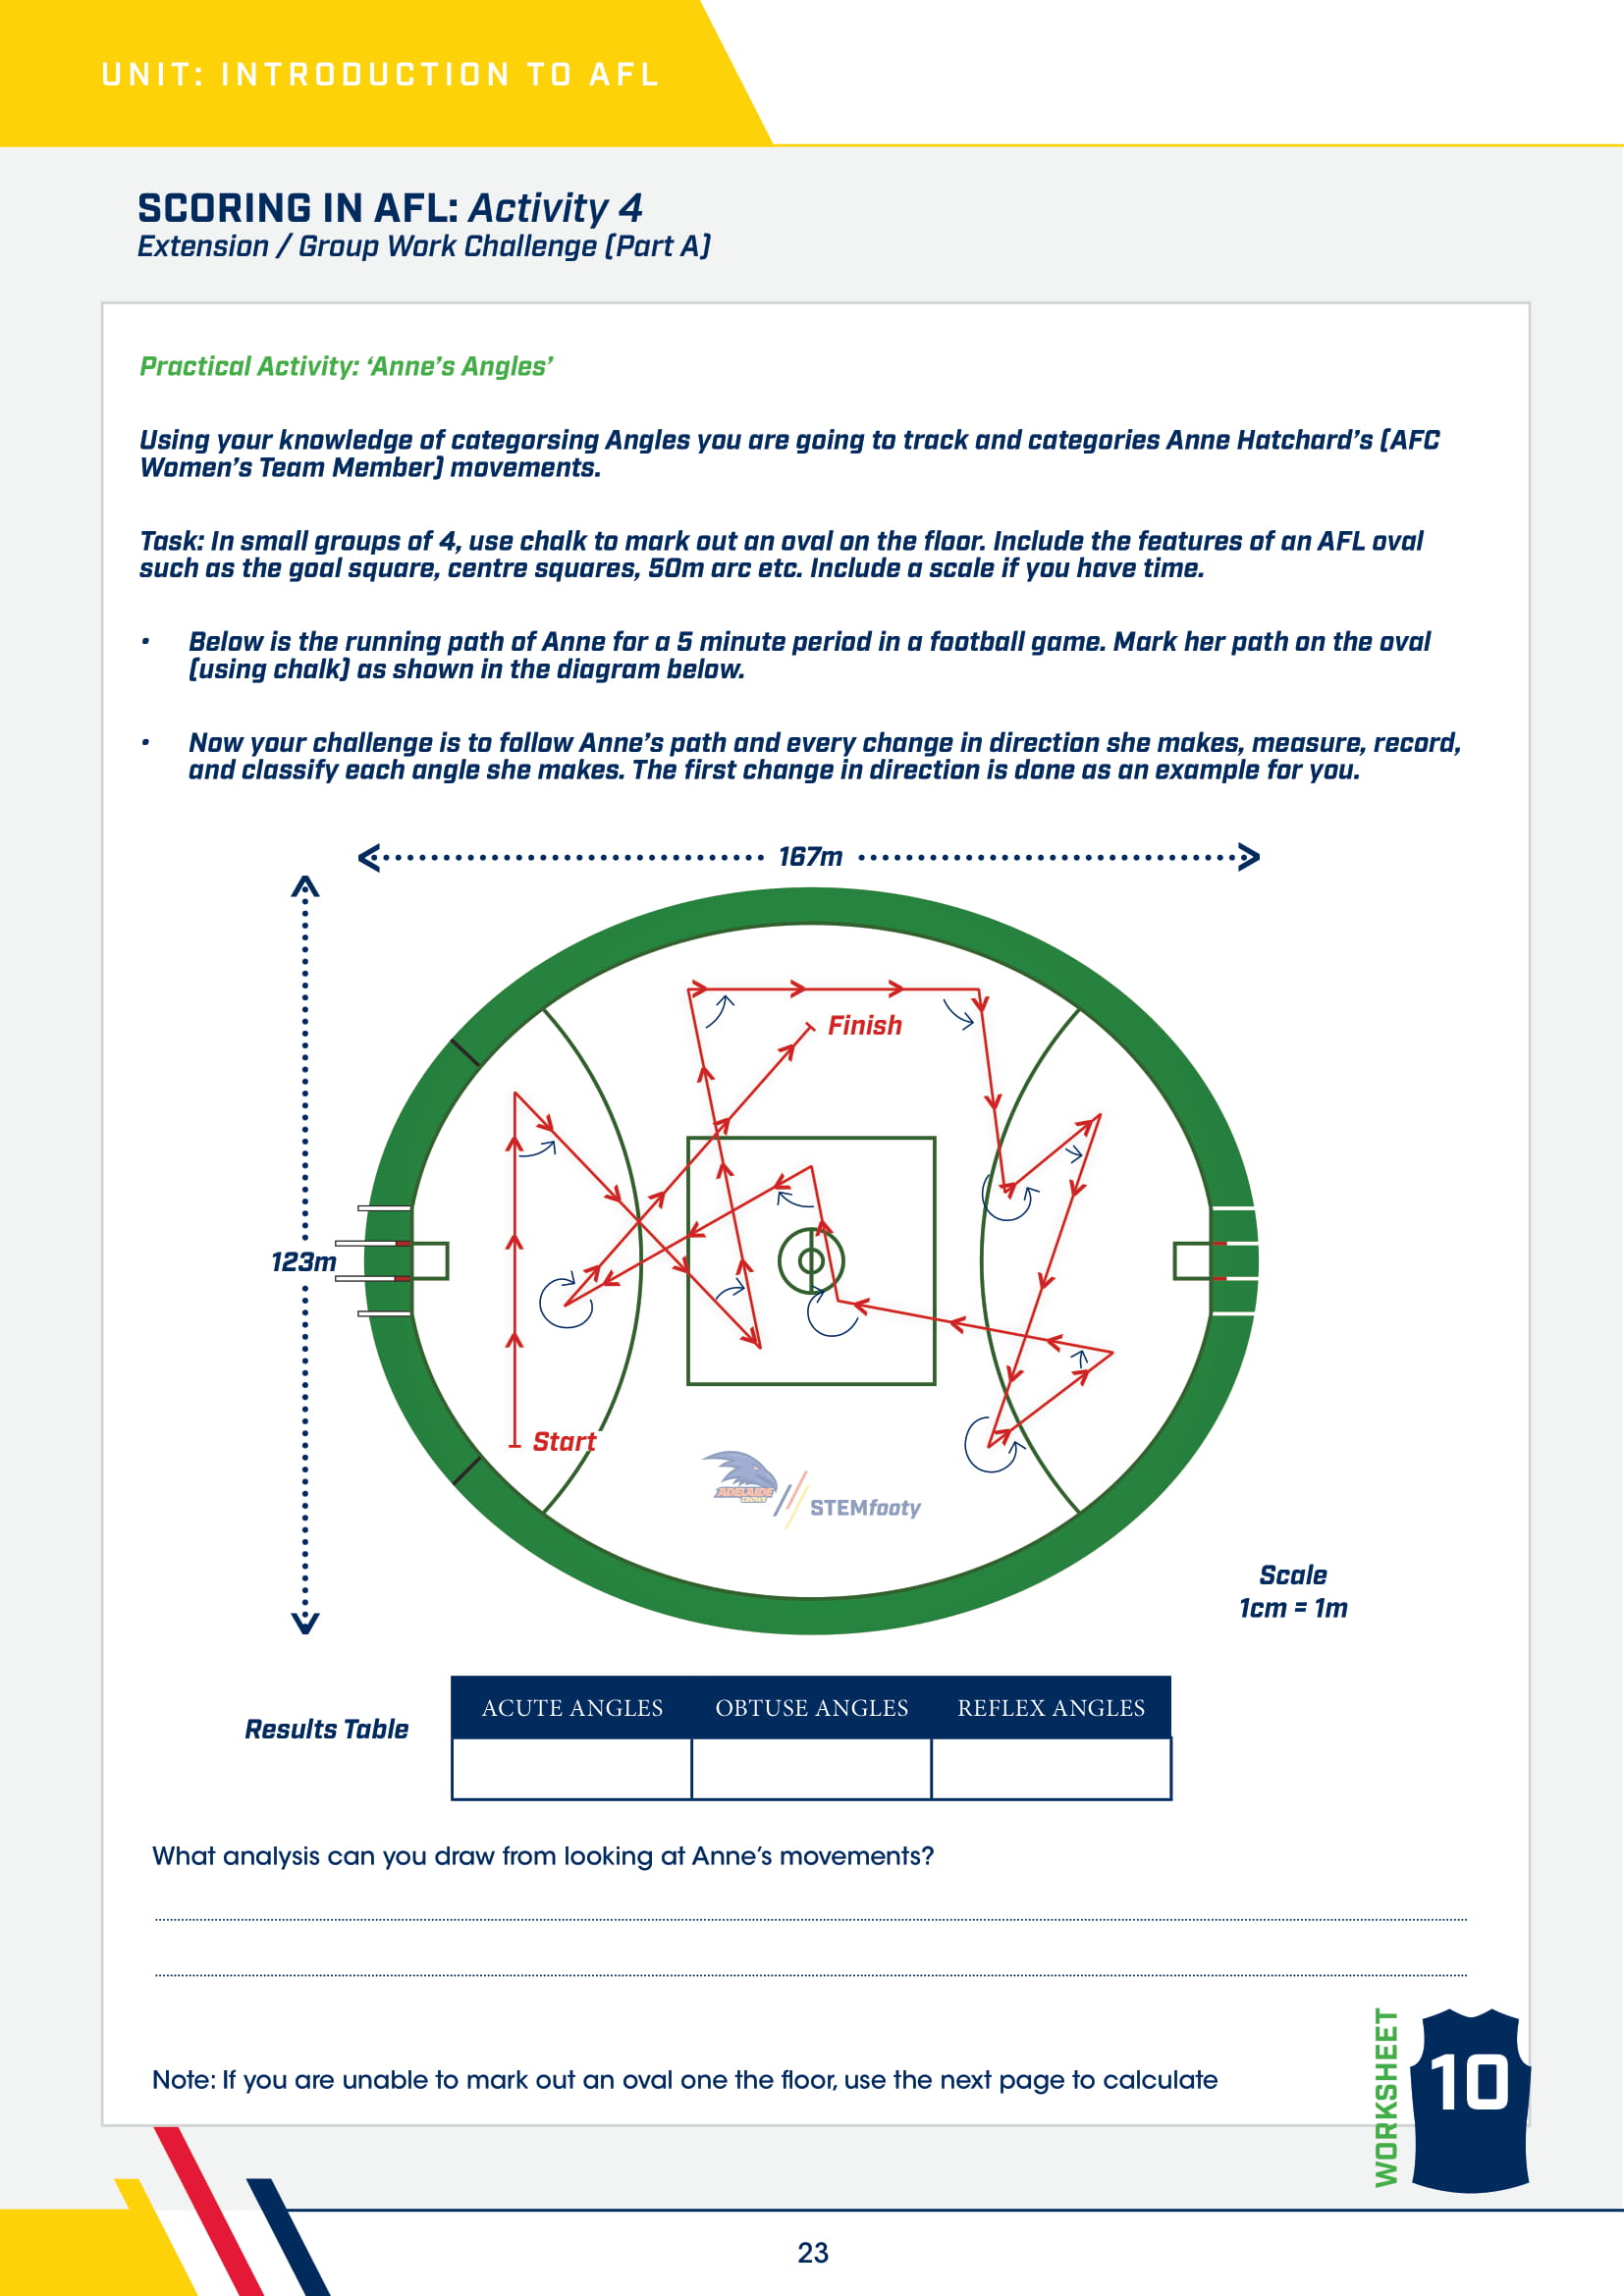 UNIT: INTRODUCTION TO AFL
SCORING IN AFL: Activity 4
Extension / Group Work Challenge (Part A)
Practical Activity: ‘Anne’s Angles’
Using your knowledge of categorsing Angles you are going to track and categories Anne Hatchard’s (AFC
Women’s Team Member) movements.
Task: In small groups of 4, use chalk to mark out an oval on the floor. Include the features of an AFL oval
such as the goal square, centre squares, 50m arc etc. Include a scale if you have time.
• Below is the running path of Anne for a 5 minute period in a football game. Mark her path on the oval
(using chalk) as shown in the diagram below.
• Now your challenge is to follow Anne’s path and every change in direction she makes, measure, record,
and classify each angle she makes. The first change in direction is done as an example for you.
167m
Finish
123m
Start
ADELAIDE
STEMfooty
Scale
1cm = 1m
Results Table
ACUTE ANGLES OBTUSE ANGLES REFLEX ANGLES
What analysis can you draw from looking at Anne’s movements?
Note: If you are unable to mark out an oval one the floor, use the next page to calculate
WORKSHEET
10
23